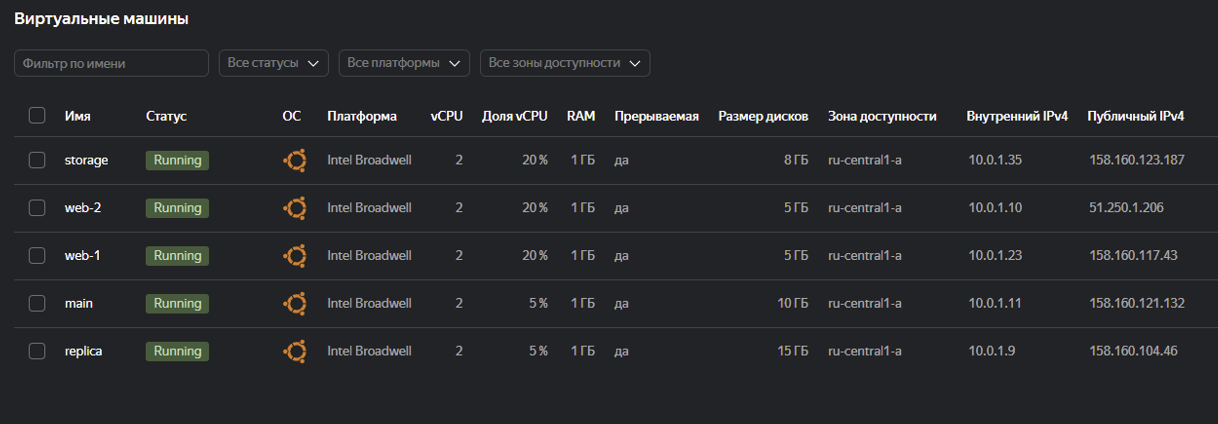 Виртуальные машины
Фильтр по имени Все статусы Все платформы Все зоны доступности
Имя Статус ОС Платформа vCPU Доля vCPU RAM Прерываемая Размер дисков Зона доступности Внутренний IPv4 Публичный IPv4
storage Running Intel Broadwell 2 20 % 1 ГБ да 8 ГБ ru-central1-a 10.0.1.35 158.160.123.187
web-2 Running Intel Broadwell 2 20 % 1 ГБ да 5 ГБ ru-central1-a 10.0.1.10 51.250.1.206
web-1 Running Intel Broadwell 2 20 % 1 ГБ да 5 ГБ ru-central1-a 10.0.1.23 158.160.117.43
main Running Intel Broadwell 2 5 % 1 ГБ да 10 ГБ ru-central1-a 10.0.1.11 158.160.121.132
replica Running Intel Broadwell 2 5 % 1 ГБ да 15 ГБ ru-central1-a 10.0.1.9 158.160.104.46